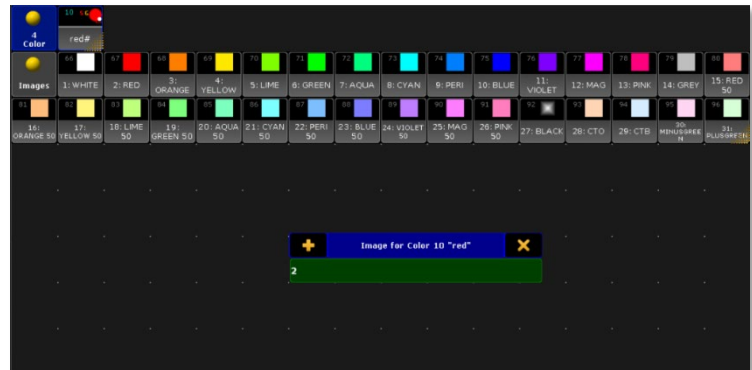 4
Color
10
red#
66 67 68 69 70 71 72 73 74 75 76 77 78 79 80
Images
1: WHITE
2: RED
3:
ORANGE
4:
YELLOW
5: LIME
6: GREEN
7: AQUA
8: CYAN
9: PERI
10: BLUE
11:
VIOLET
12: MAG
13: PINK
14: GREY
15: RED
50
81 82 83 84 85 86 87 88 89 90 91 92 93 94 95 96
16:
ORANGE 50
17:
YELLOW 50
18: LIME
50
19:
GREEN 50
20: AQUA
50
21: CYAN
50
22: PERI
50
23: BLUE
50
24: VIOLET
50
25: MAG
50
26: PINK
50
27: BLACK
28: CTO
29: CTB
30:
MINUSGREE
N
31:
PLUSGREEN
Image for Color 10 "red"
2